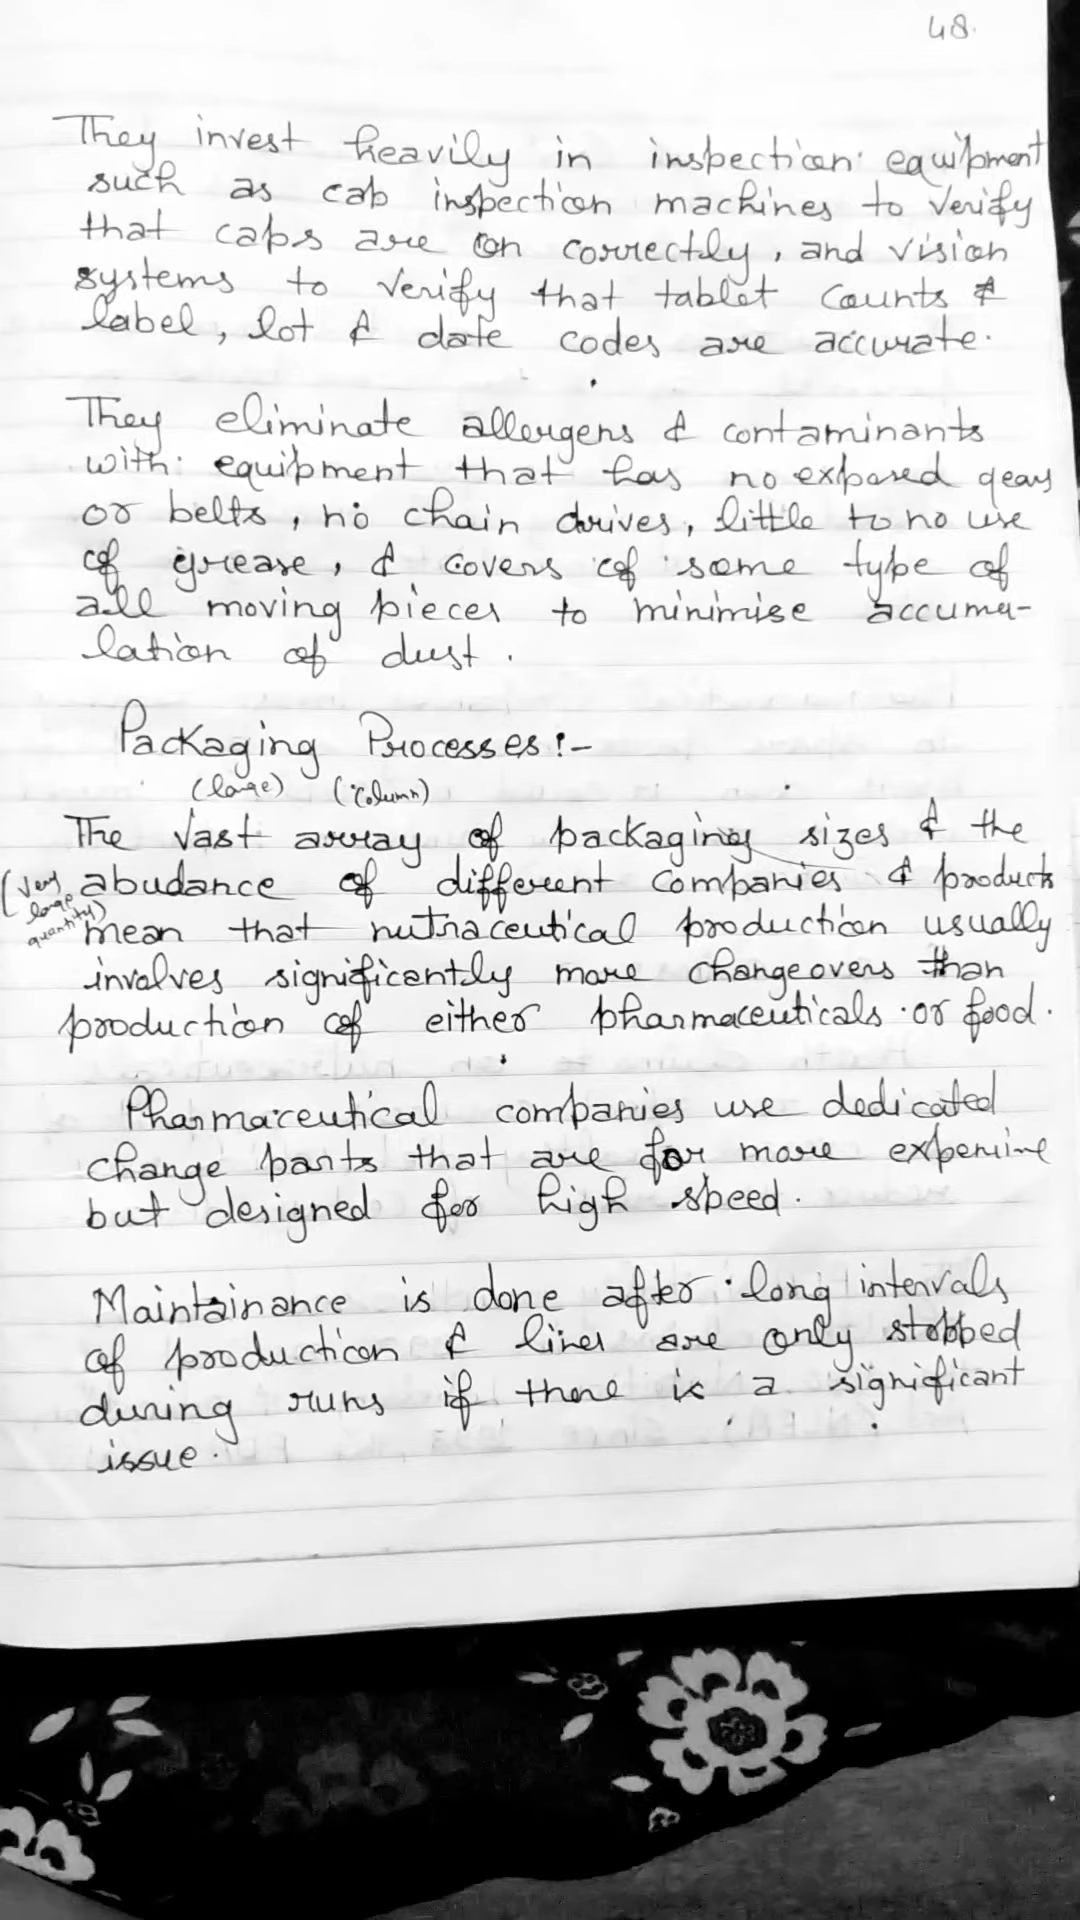 48.
They invest heavily in inspection equipment
such as cap inspection machines to verify
that caps are on correctly, and vision
systems to verify that tablet counts &
label, lot & date codes are accurate.
They eliminate allergens & contaminants
with equipment that has no exposed gears
or belts, no chain drives, little to no use
of grease, & covers of some type of
all moving pieces to minimise accumu-
lation of dust.
Packaging Processes :-
(large) (column)
The vast array of packaging sizes & the
(very large quantity) abudance of different companies & products
mean that nutraceutical production usually
involves significantly more changeovers than
production of either pharmaceuticals or food.
Pharmaceutical companies use dedicated
change parts that are far more expensive
but designed for high speed.
Maintainance is done after long intervals
of production & lines are only stopped
during runs if there is a significant
issue.